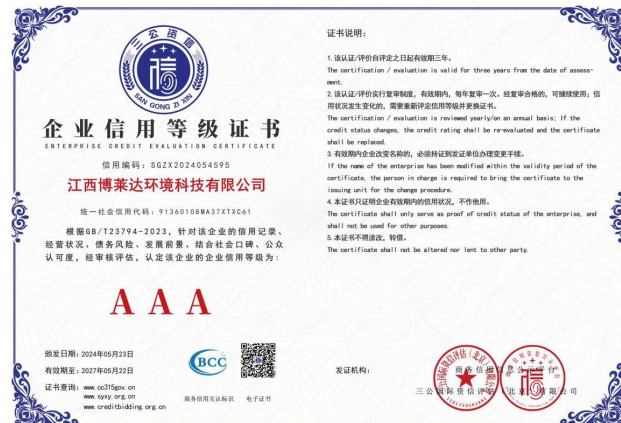 三公资信
SAN GONG ZI XIN
企业信用等级证书
ENTERPRISE CREDIT EVALUATION CERTIFICATE
信用编码：SGZX2024054595
江西博莱达环境科技有限公司
统一社会信用代码：91360108MA37XTXC61
根据GB/T23794-2023，针对该企业的信用记录、
经营状况、债务风险、发展前景、结合社会口碑、公众
认可度，经审核评估，认定该企业的企业信用等级为：
AAA
颁发日期：2024年05月23日
有效期至：2027年05月22日
证书查询：www.cc315gov.cn
www.syxy.org.cn
www.creditbidding.org.cn
BCC
商务信用互认标识
电子证书
证书说明：
1. 该认证/评价自评定之日起有效期三年。
The certification / evaluation is valid for three years from the date of assess-
ment.
2. 该认证/评价实行复审制度，有效期内，每年复审一次。经复审合格的，可继续使用；信
用状况发生变化的，需要重新评定信用等级并更换证书。
The certification / evaluation is reviewed yearly/on an annual basis; If the
credit status changes, the credit rating shall be re-evaluated and the certificate
shall be replaced.
3. 有效期内企业改变名称的，必须持证到发证单位办理变更手续。
If the name of the enterprise has been modified within the validity period of the
certificate, the person in charge is required to bring the certificate to the
issuing unit for the change procedure.
4. 本证书只证明企业有效期内的信用状况，不作他用。
The certificate shall only serve as proof of credit status of the enterprise, and
shall not be used for other purposes.
5. 本证书不得涂改，转借。
The certificate shall not be altered nor lent to other party.
发证机构：
商务信用信息公示平台
三公国际资信评估（北京）有限公司